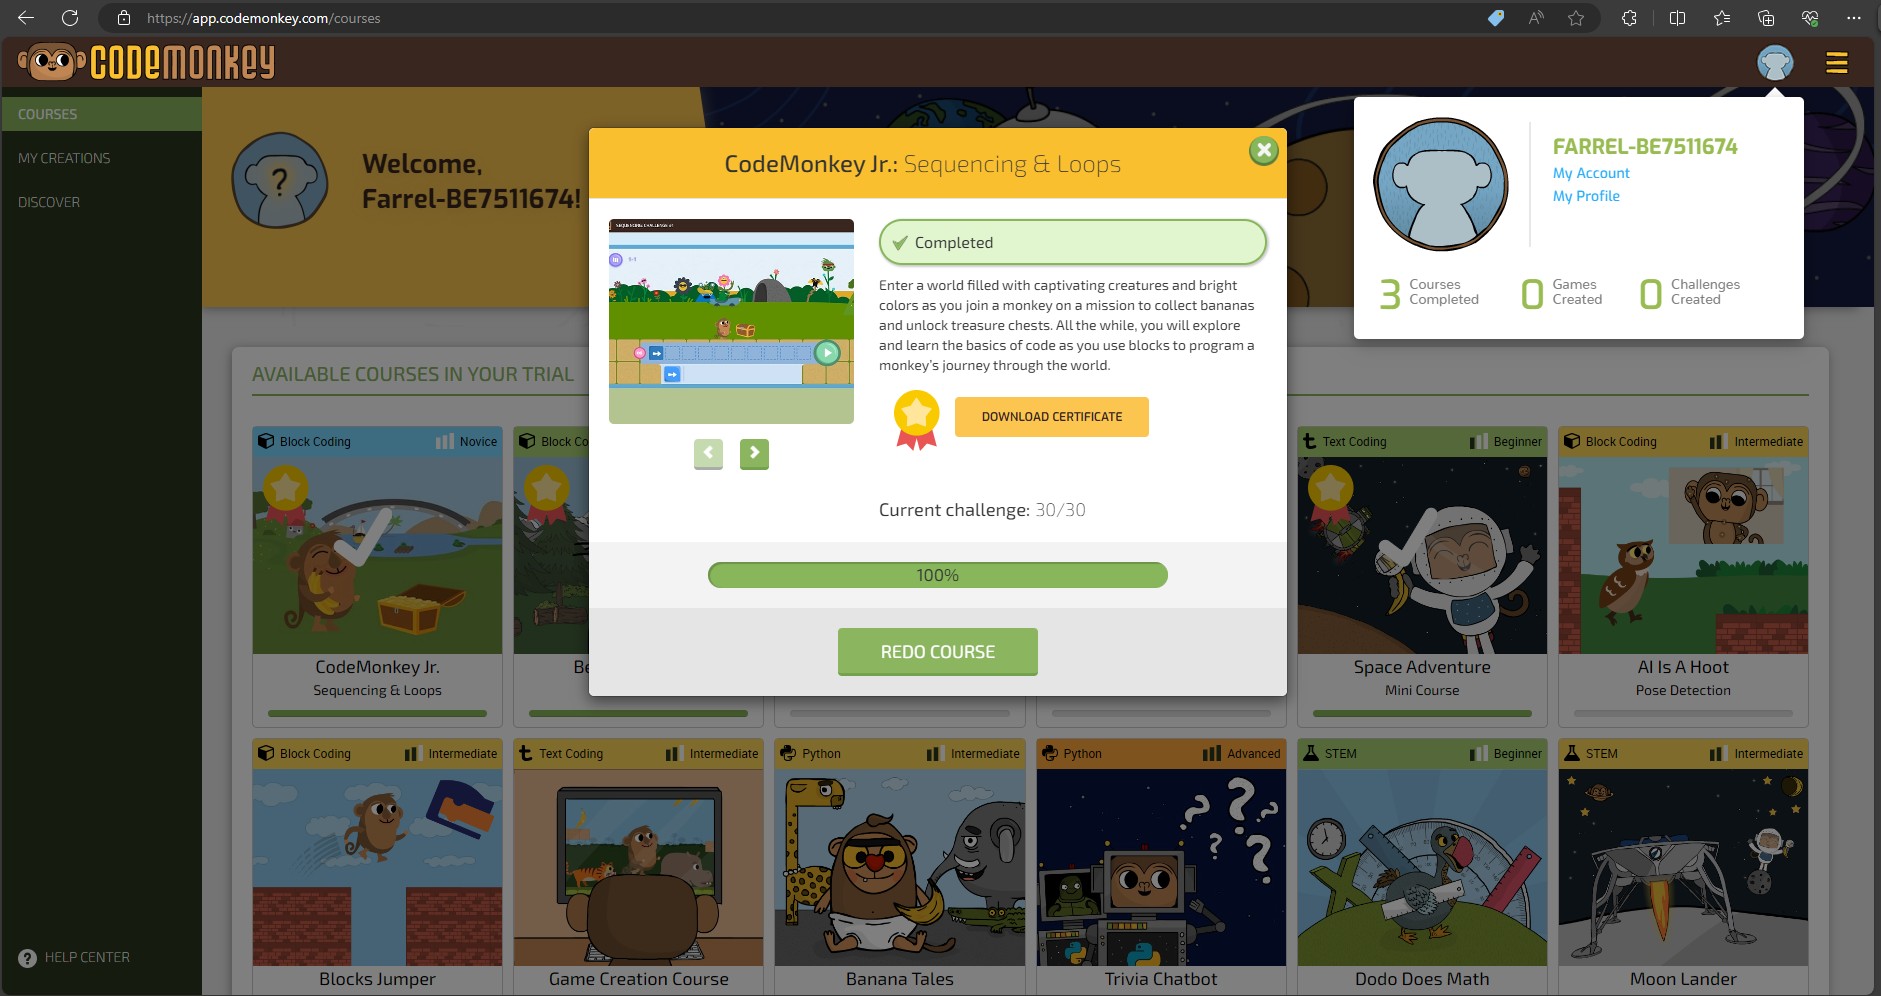 https://app.codemonkey.com/courses
CODEMONKEY
COURSES
MY CREATIONS
DISCOVER
HELP CENTER
Welcome,
Farrel-BE7511674!
FARREL-BE7511674
My Account
My Profile
3 Courses Completed
0 Games Created
0 Challenges Created
CodeMonkey Jr.: Sequencing & Loops
Completed
Enter a world filled with captivating creatures and bright
colors as you join a monkey on a mission to collect bananas
and unlock treasure chests. All the while, you will explore
and learn the basics of code as you use blocks to program a
monkey's journey through the world.
DOWNLOAD CERTIFICATE
Current challenge: 30/30
100%
REDO COURSE
AVAILABLE COURSES IN YOUR TRIAL
Block Coding Novice
CodeMonkey Jr.
Sequencing & Loops
Block Co
Be
Text Coding Beginner
Space Adventure
Mini Course
Block Coding Intermediate
AI Is A Hoot
Pose Detection
Block Coding Intermediate
Blocks Jumper
Text Coding Intermediate
Game Creation Course
Python Intermediate
Banana Tales
Python Advanced
Trivia Chatbot
STEM Beginner
Dodo Does Math
STEM Intermediate
Moon Lander